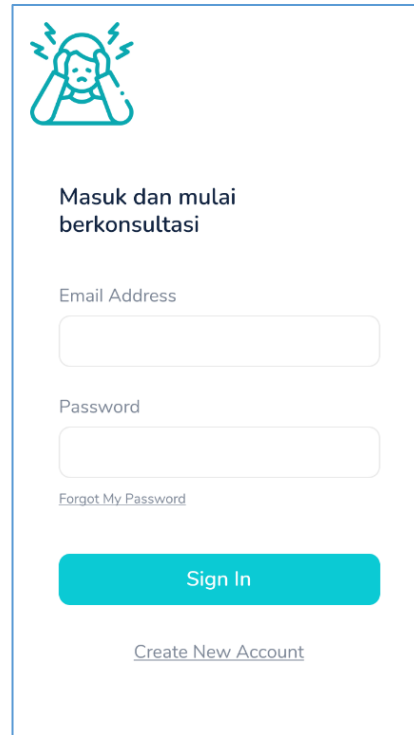 Masuk dan mulai
berkonsultasi
Email Address
Password
Forgot My Password
Sign In
Create New Account